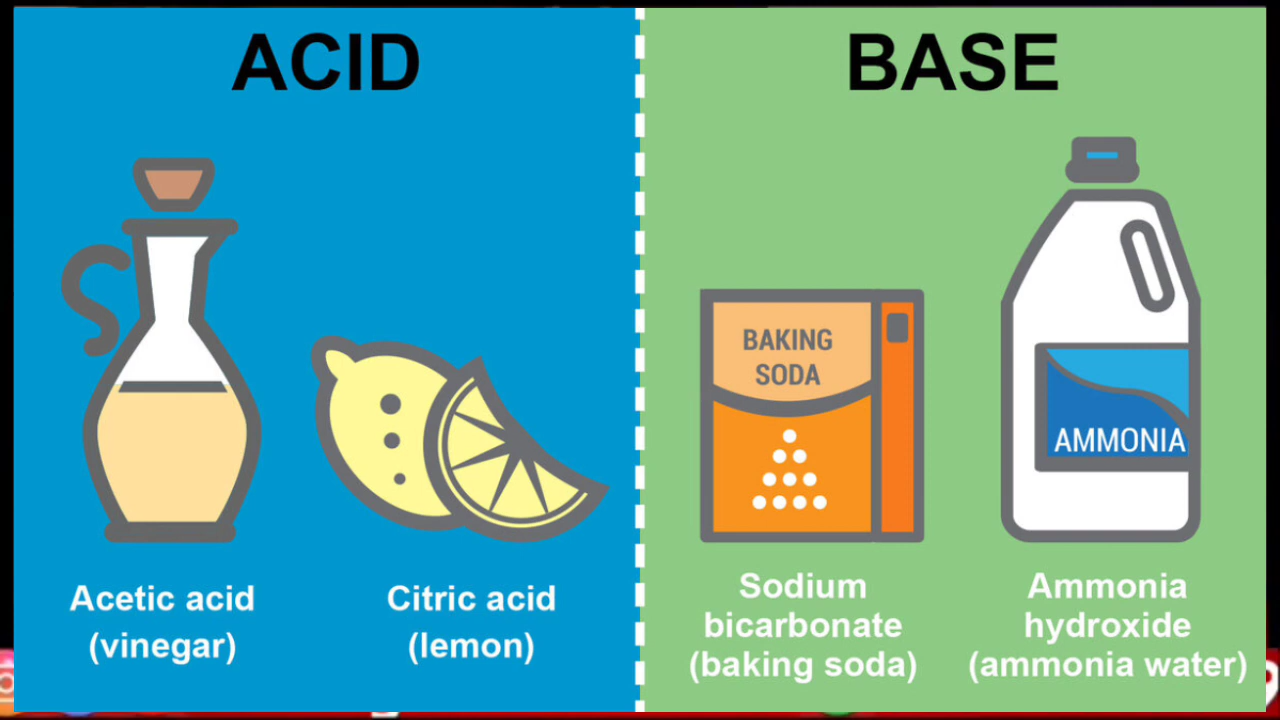 ACID
Acetic acid
(vinegar)
Citric acid
(lemon)
BASE
BAKING
SODA
AMMONIA
Sodium
bicarbonate
(baking soda)
Ammonia
hydroxide
(ammonia water)